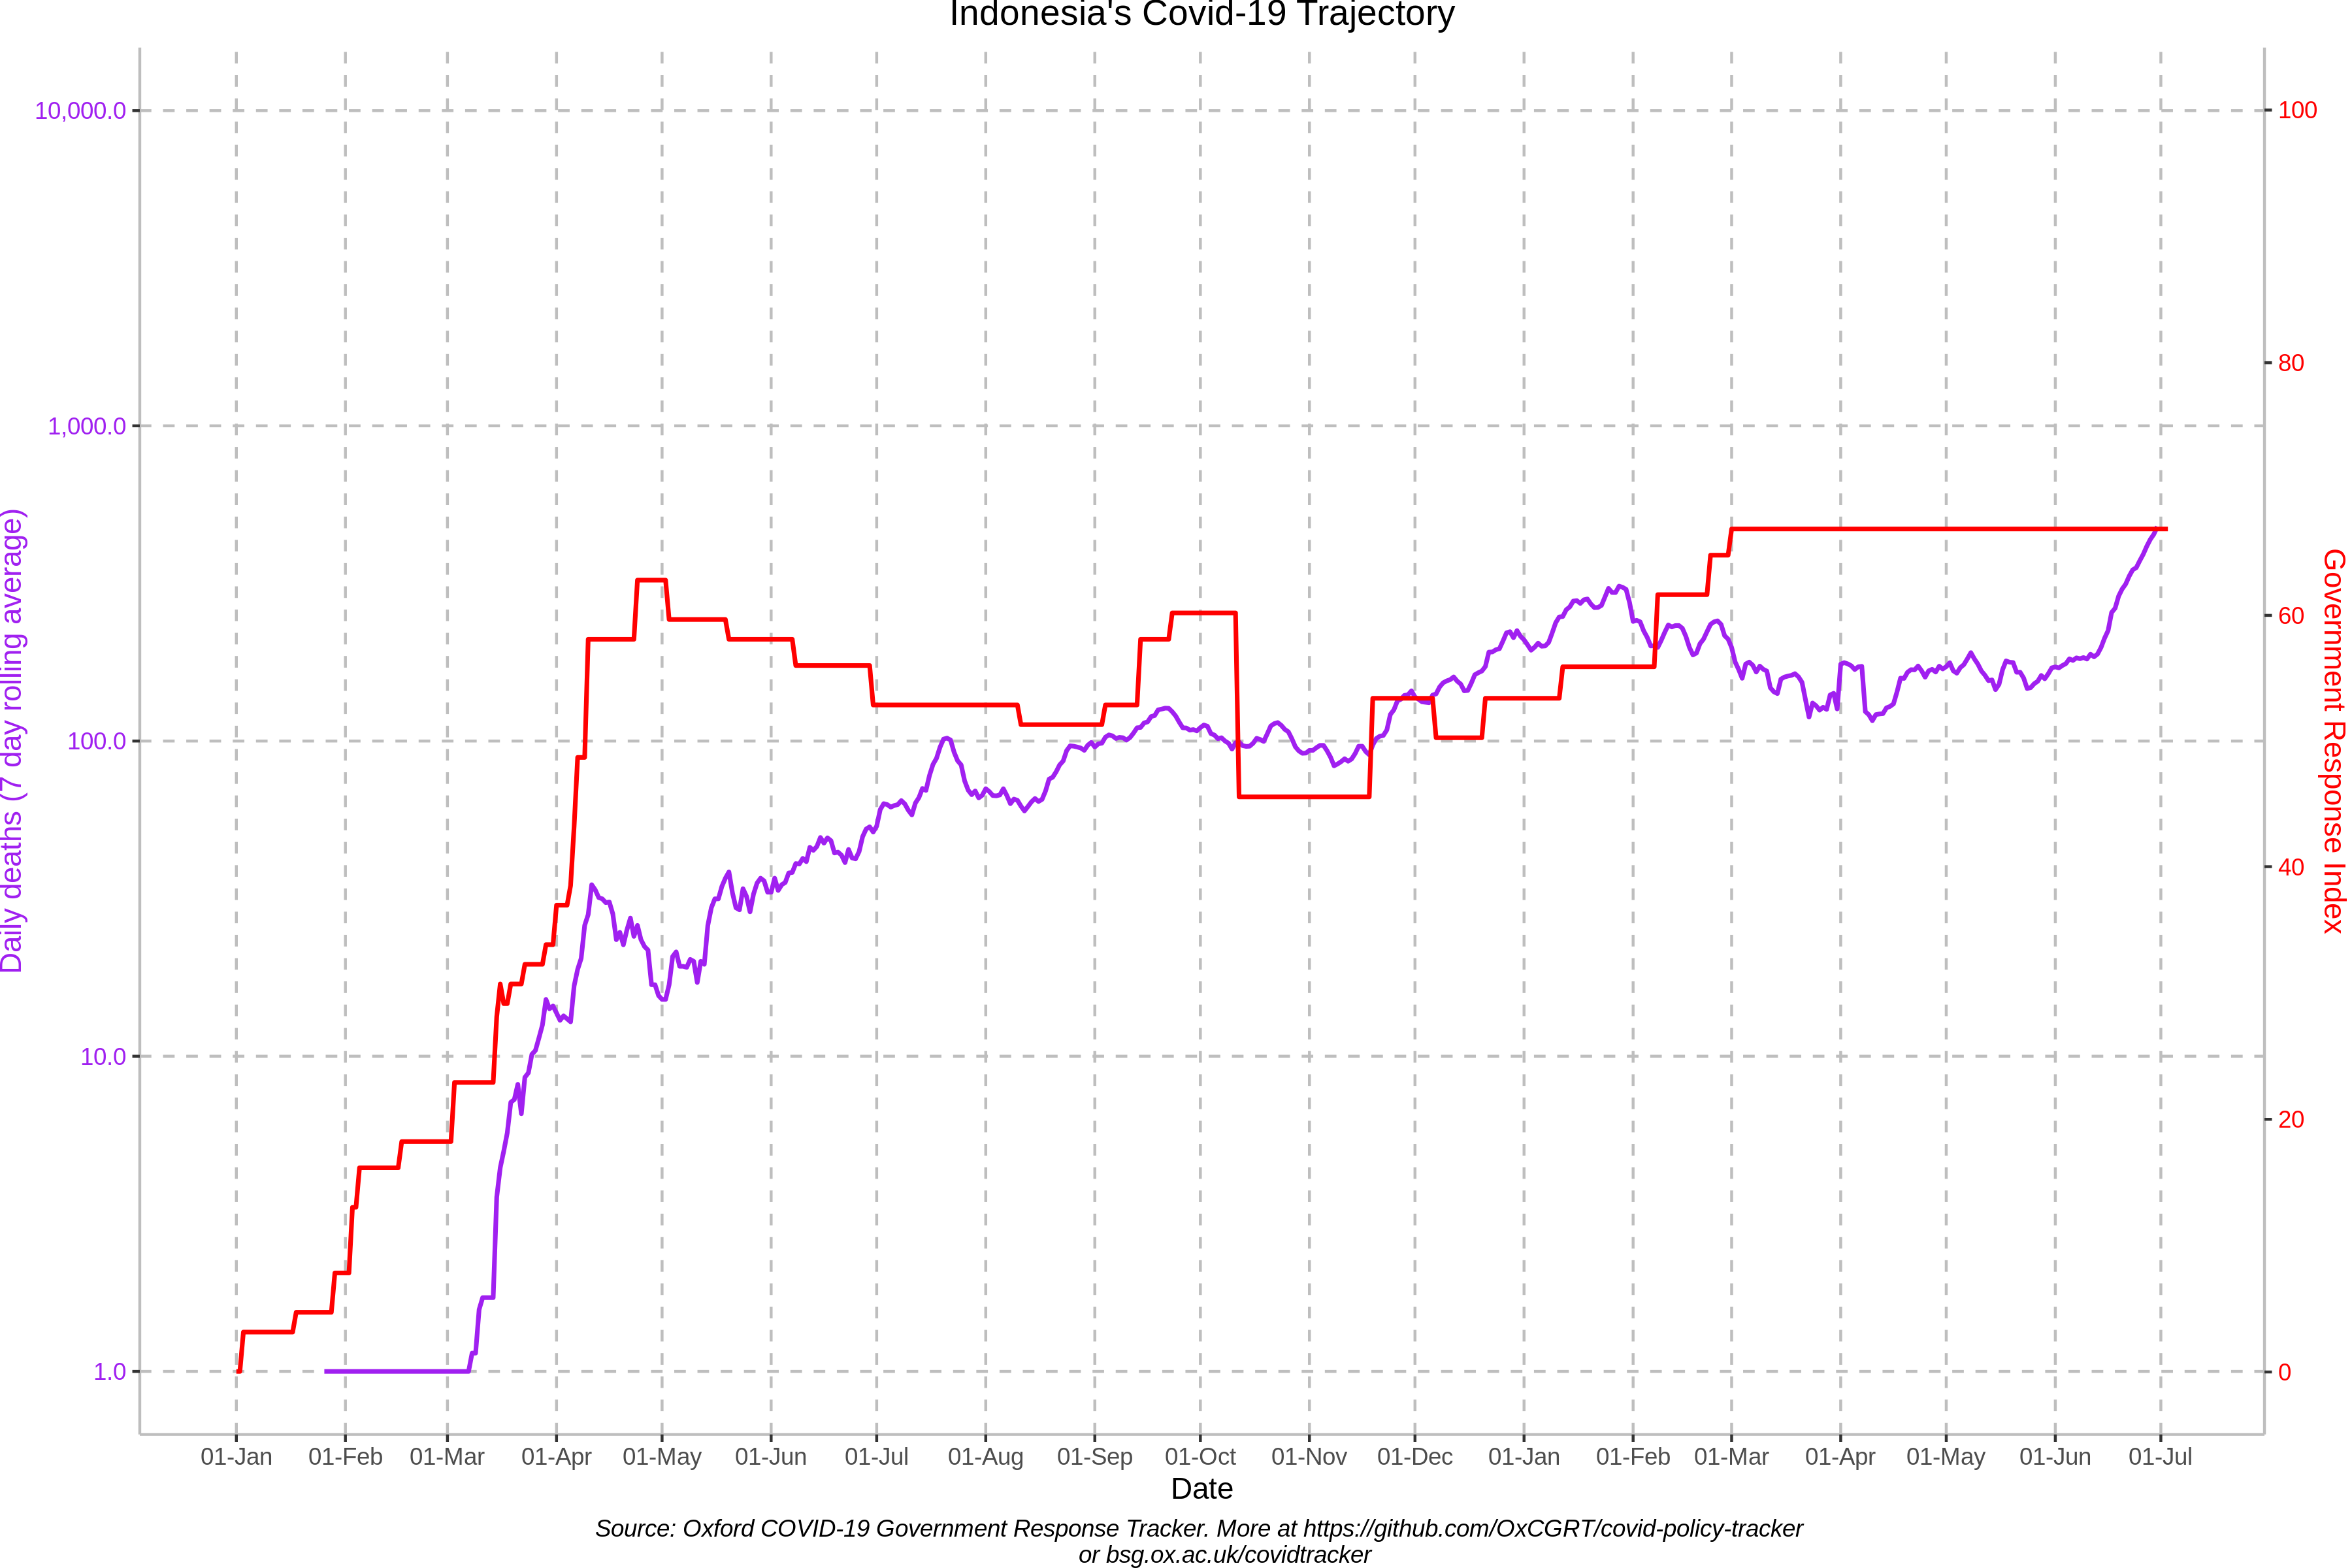 Indonesia's Covid-19 Trajectory
10,000.0
1,000.0
100.0
10.0
1.0
Daily deaths (7 day rolling average)
100
80
60
40
20
0
Government Response Index
01-Jan 01-Feb 01-Mar 01-Apr 01-May 01-Jun 01-Jul 01-Aug 01-Sep 01-Oct 01-Nov 01-Dec 01-Jan 01-Feb 01-Mar 01-Apr 01-May 01-Jun 01-Jul
Date
Source: Oxford COVID-19 Government Response Tracker. More at https://github.com/OxCGRT/covid-policy-tracker
or bsg.ox.ac.uk/covidtracker